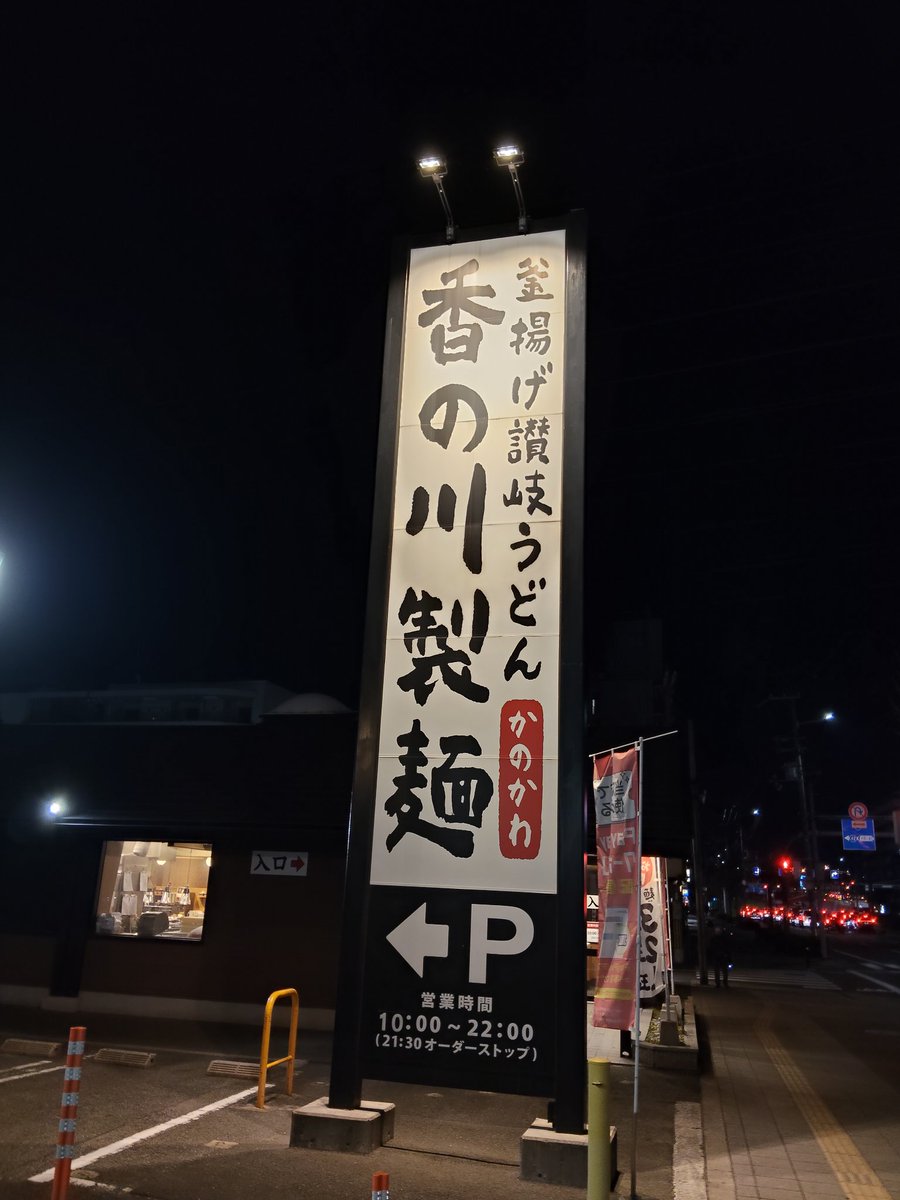 釜揚げ讃岐うどん
香の川製麺
かのかわ
P
営業時間
10:00～22:00
(21:30オーダーストップ)
入口